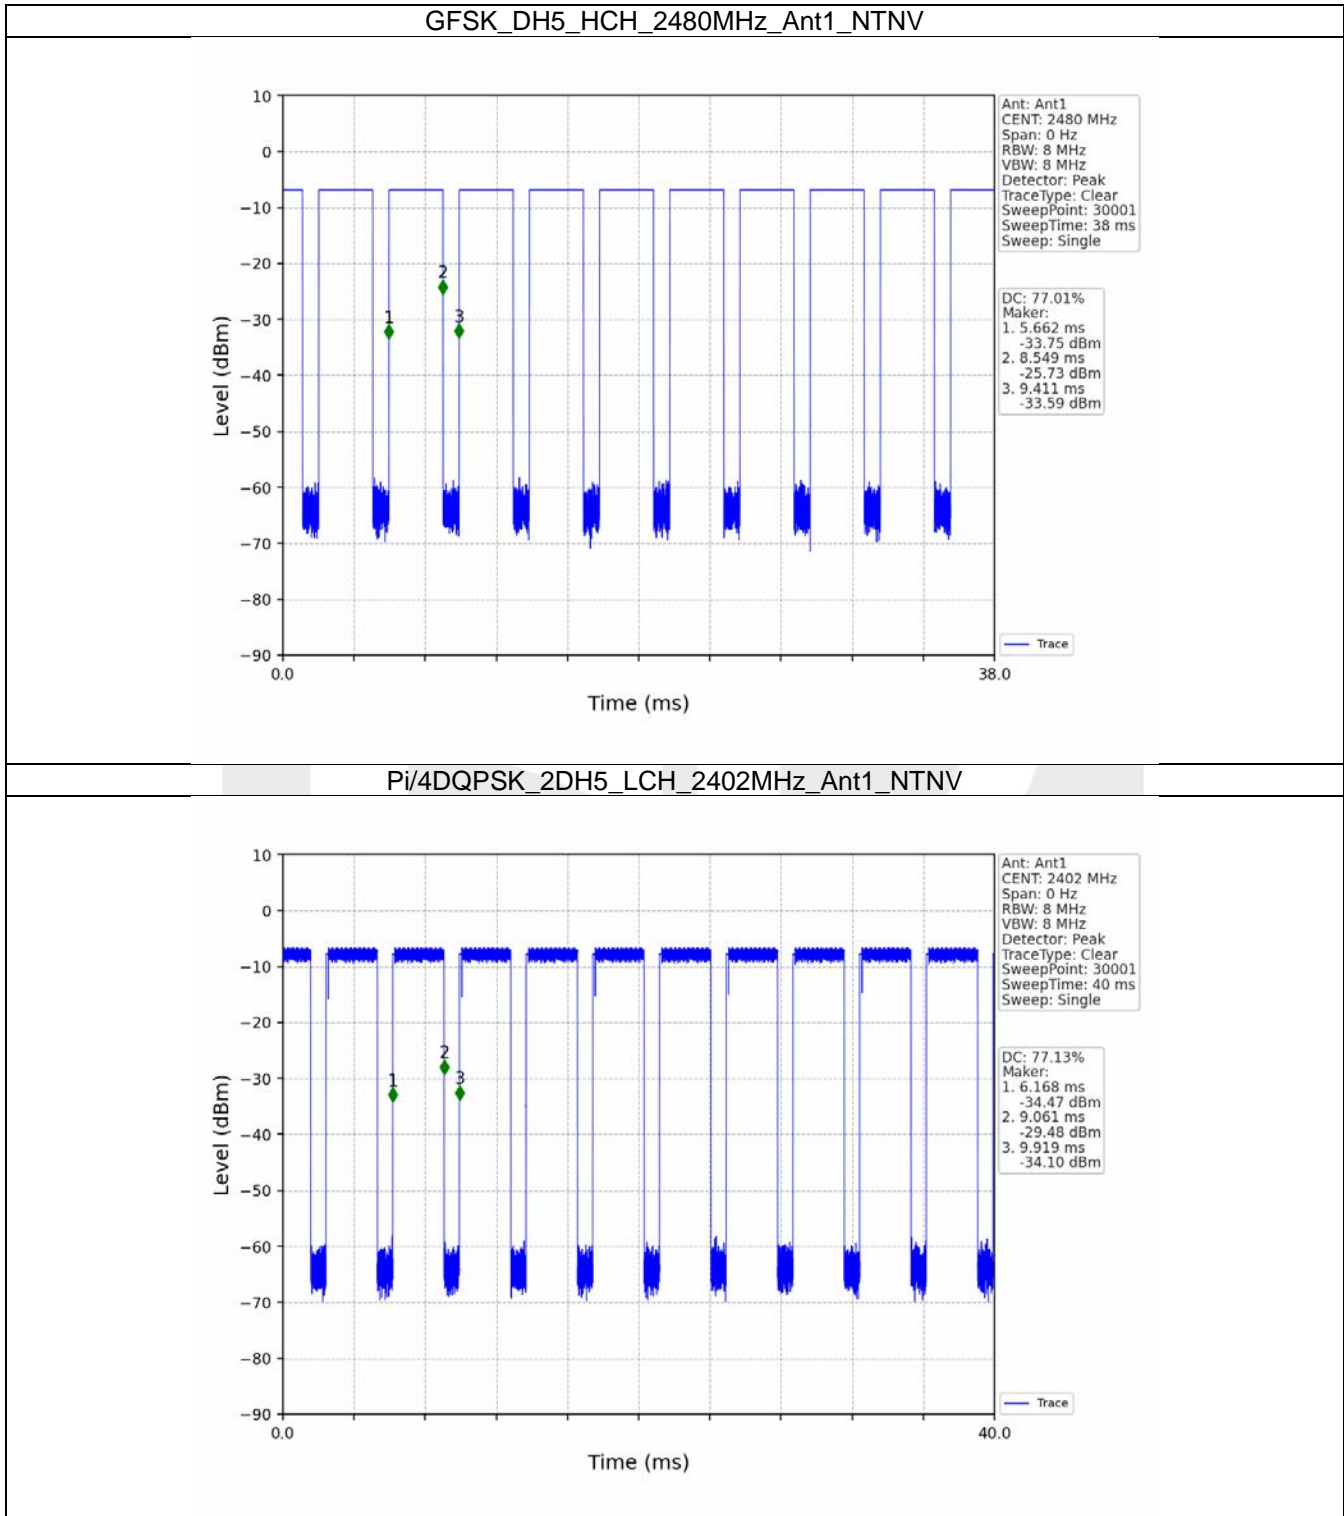 GFSK_DH5_HCH_2480MHz_Ant1_NTNV
10
0
−10
−20
−30
−40
−50
−60
−70
−80
−90
Level (dBm)
0.0
38.0
Time (ms)
1
2
3
Ant: Ant1
CENT: 2480 MHz
Span: 0 Hz
RBW: 8 MHz
VBW: 8 MHz
Detector: Peak
TraceType: Clear
SweepPoint: 30001
SweepTime: 38 ms
Sweep: Single
DC: 77.01%
Maker:
1. 5.662 ms
-33.75 dBm
2. 8.549 ms
-25.73 dBm
3. 9.411 ms
-33.59 dBm
Trace
Pi/4DQPSK_2DH5_LCH_2402MHz_Ant1_NTNV
10
0
−10
−20
−30
−40
−50
−60
−70
−80
−90
Level (dBm)
0.0
40.0
Time (ms)
1
2
3
Ant: Ant1
CENT: 2402 MHz
Span: 0 Hz
RBW: 8 MHz
VBW: 8 MHz
Detector: Peak
TraceType: Clear
SweepPoint: 30001
SweepTime: 40 ms
Sweep: Single
DC: 77.13%
Maker:
1. 6.168 ms
-34.47 dBm
2. 9.061 ms
-29.48 dBm
3. 9.919 ms
-34.10 dBm
Trace